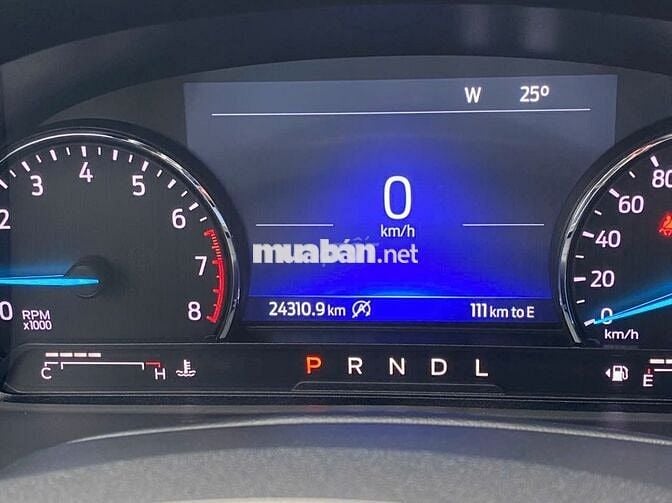 W 25°
0
km/h
muabán.net
24310.9 km 111 km to E
0 2 3 4 5 6 7 8
RPM
x1000
0 20 40 60 80
km/h
C H
P R N D L
E